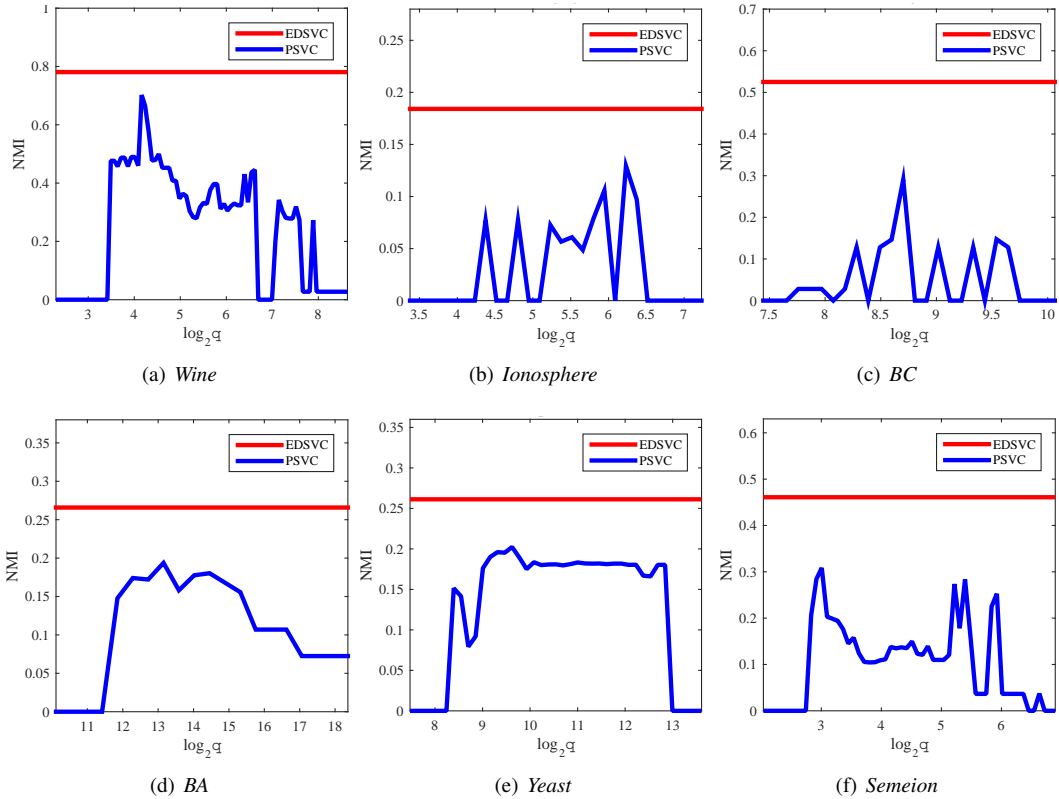 1
0.8
0.6
0.4
0.2
0
NMI
3 4 5 6 7 8
log₂q
EDSVC
PSVC
(a) Wine
0.25
0.2
0.15
0.1
0.05
0
NMI
3.5 4 4.5 5 5.5 6 6.5 7
log₂q
EDSVC
PSVC
(b) Ionosphere
0.7
0.6
0.5
0.4
0.3
0.2
0.1
0
NMI
7.5 8 8.5 9 9.5 10
log₂q
EDSVC
PSVC
(c) BC
0.35
0.3
0.25
0.2
0.15
0.1
0.05
0
NMI
11 12 13 14 15 16 17 18
log₂q
EDSVC
PSVC
(d) BA
0.35
0.3
0.25
0.2
0.15
0.1
0.05
0
NMI
8 9 10 11 12 13
log₂q
EDSVC
PSVC
(e) Yeast
0.6
0.5
0.4
0.3
0.2
0.1
0
NMI
3 4 5 6
log₂q
EDSVC
PSVC
(f) Semeion